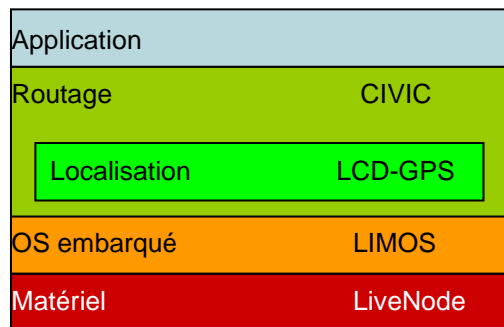 Application
Routage CIVIC
Localisation LCD-GPS
OS embarqué LIMOS
Matériel LiveNode